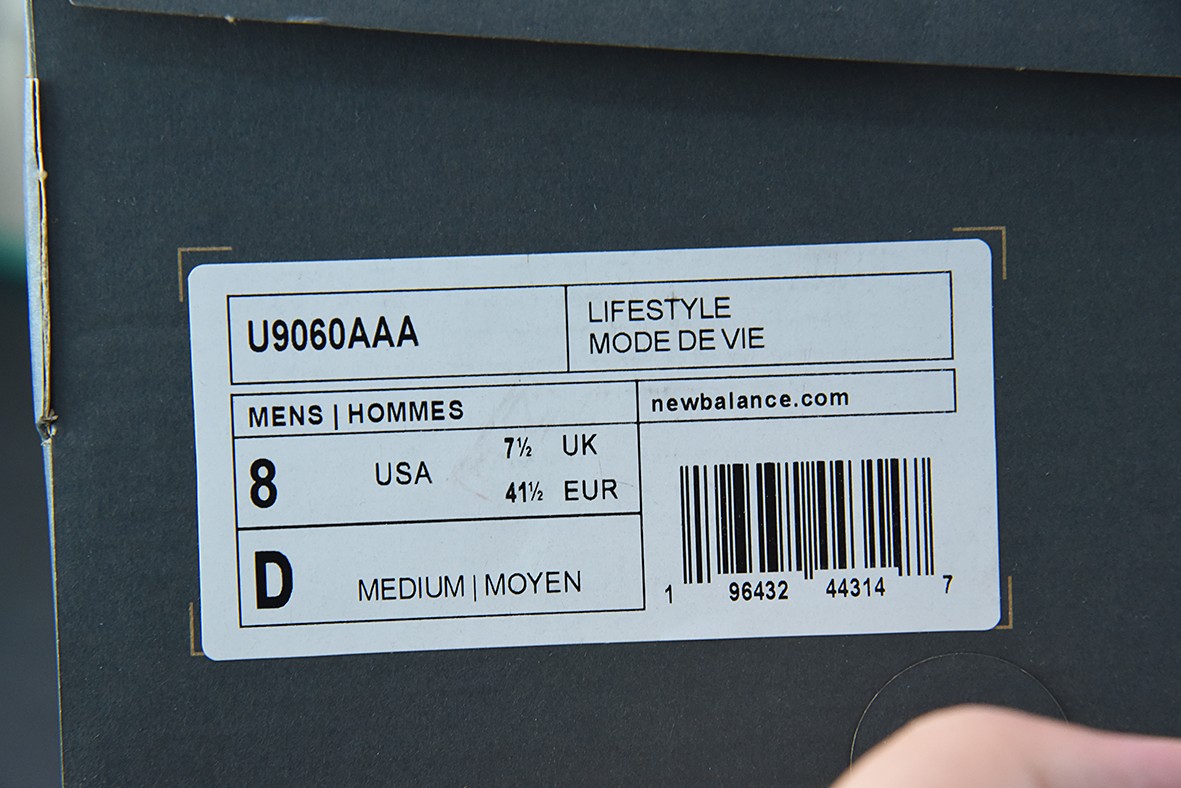 U9060AAA
LIFESTYLE
MODE DE VIE
MENS | HOMMES
newbalance.com
8 USA 7½ UK
41½ EUR
D MEDIUM | MOYEN
1 96432 44314 7